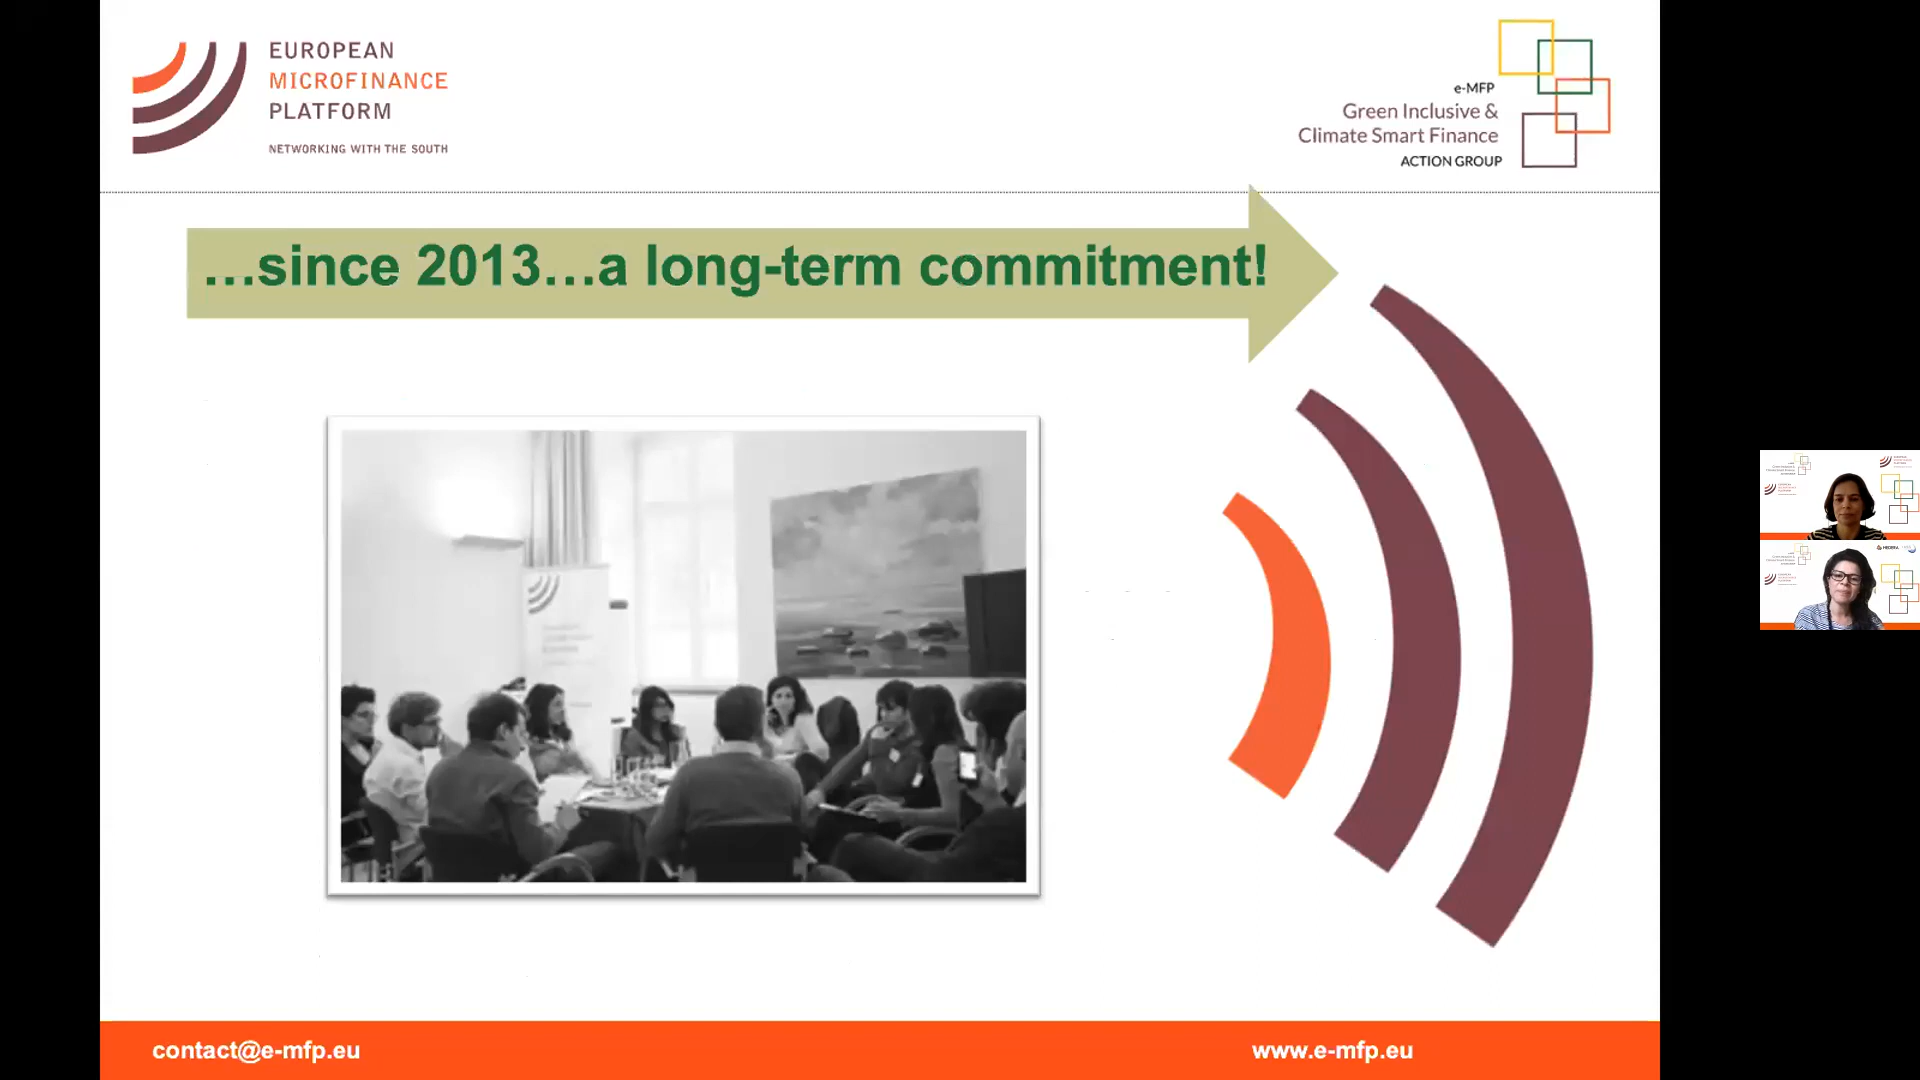 EUROPEAN
MICROFINANCE
PLATFORM
NETWORKING WITH THE SOUTH
e-MFP
Green Inclusive &
Climate Smart Finance
ACTION GROUP
...since 2013...a long-term commitment!
contact@e-mfp.eu
www.e-mfp.eu